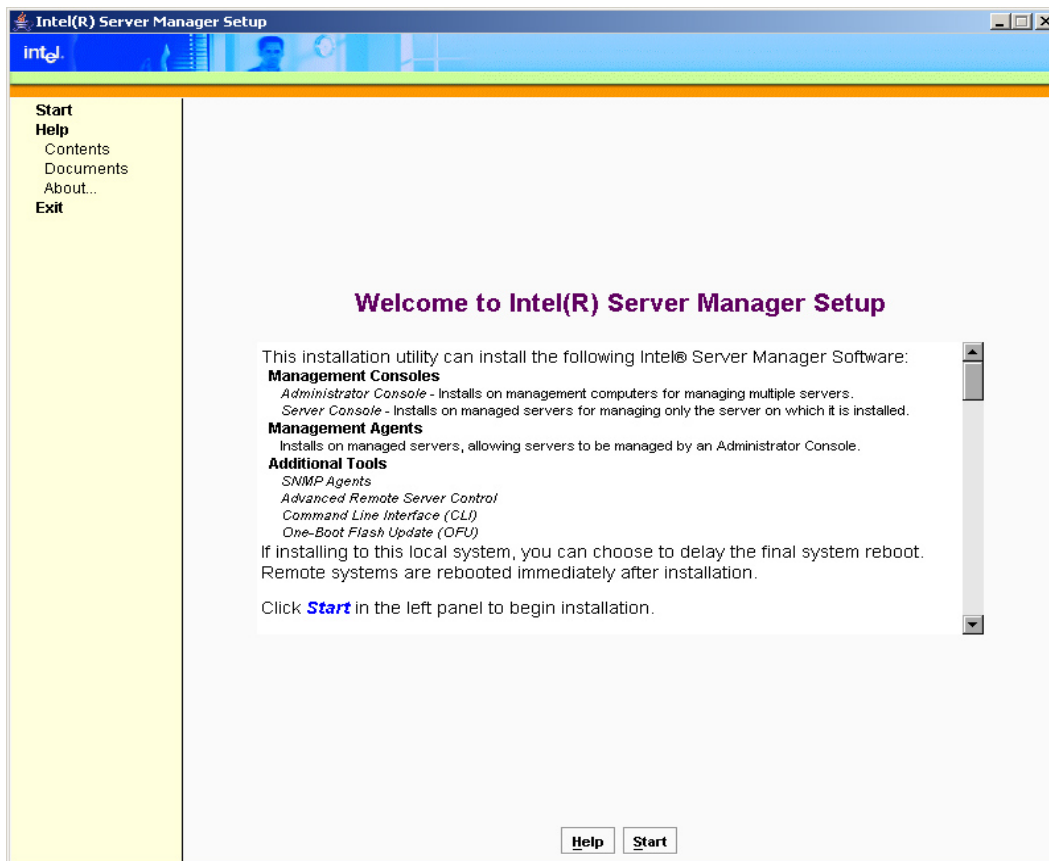 Intel(R) Server Manager Setup
intel.
Start
Help
Contents
Documents
About...
Exit
Welcome to Intel(R) Server Manager Setup
This installation utility can install the following Intel® Server Manager Software:
Management Consoles
Administrator Console - Installs on management computers for managing multiple servers.
Server Console - Installs on managed servers for managing only the server on which it is installed.
Management Agents
Installs on managed servers, allowing servers to be managed by an Administrator Console.
Additional Tools
SNMP Agents
Advanced Remote Server Control
Command Line Interface (CLI)
One-Boot Flash Update (OFU)
If installing to this local system, you can choose to delay the final system reboot.
Remote systems are rebooted immediately after installation.
Click Start in the left panel to begin installation.
Help Start